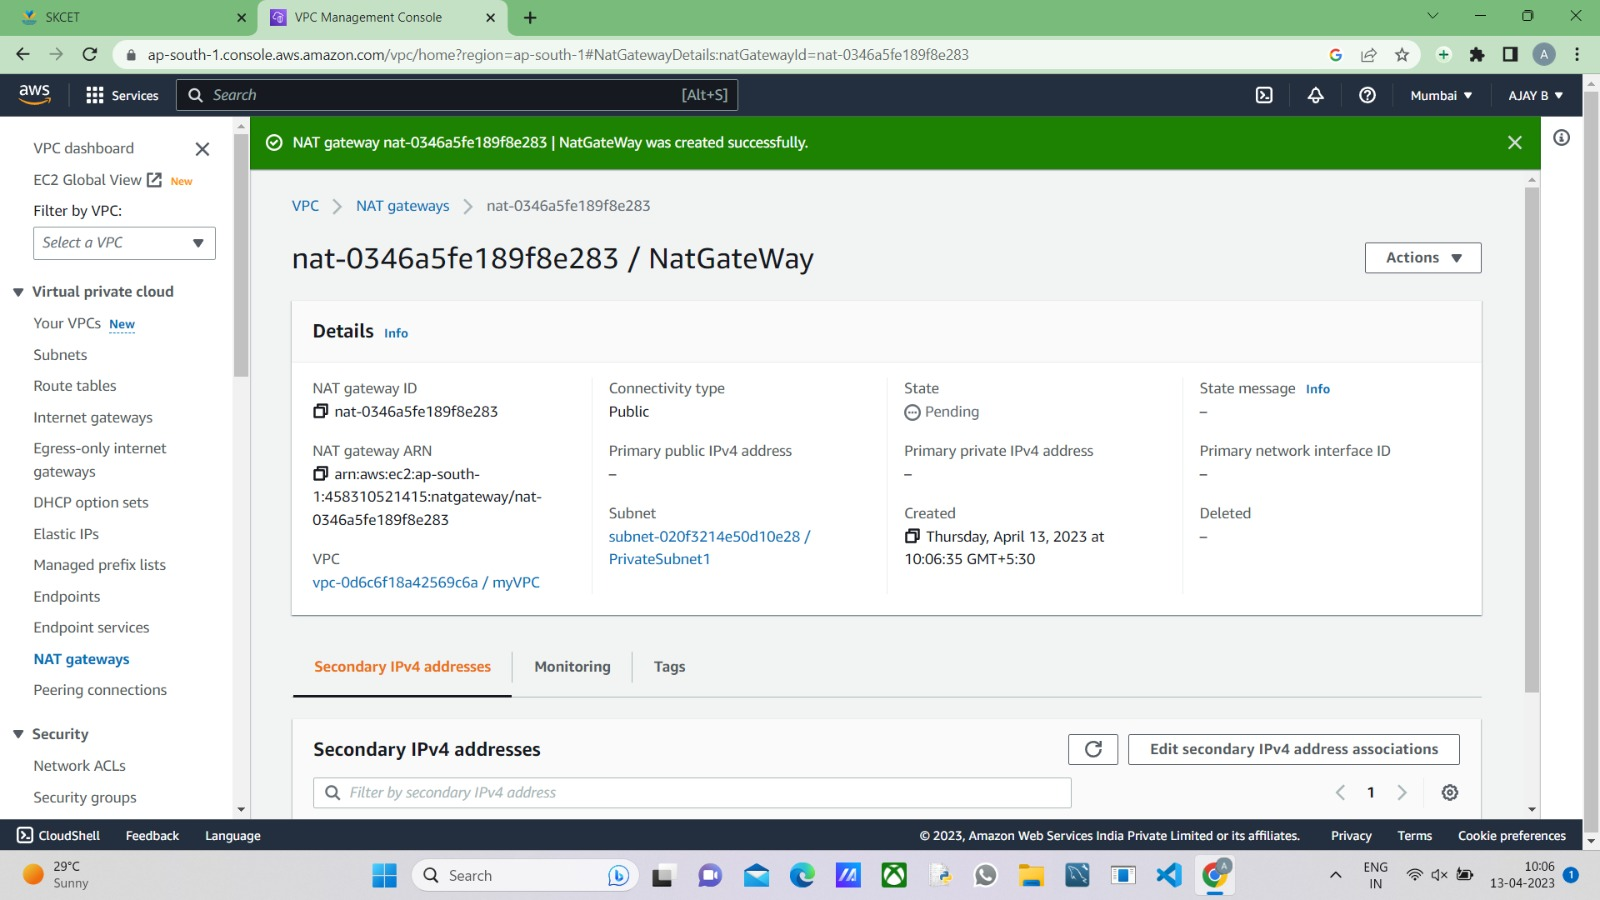 SKCET
VPC Management Console
ap-south-1.console.aws.amazon.com/vpc/home?region=ap-south-1#NatGatewayDetails:natGatewayId=nat-0346a5fe189f8e283
G
A
aws
Services
Search
[Alt+S]
Mumbai
AJAY B
VPC dashboard
EC2 Global View
New
Filter by VPC:
Select a VPC
Virtual private cloud
Your VPCs New
Subnets
Route tables
Internet gateways
Egress-only internet
gateways
DHCP option sets
Elastic IPs
Managed prefix lists
Endpoints
Endpoint services
NAT gateways
Peering connections
Security
Network ACLs
Security groups
NAT gateway nat-0346a5fe189f8e283 | NatGateWay was created successfully.
VPC
NAT gateways
nat-0346a5fe189f8e283
nat-0346a5fe189f8e283 / NatGateWay
Actions
Details Info
NAT gateway ID
nat-0346a5fe189f8e283
NAT gateway ARN
arn:aws:ec2:ap-south-
1:458310521415:natgateway/nat-
0346a5fe189f8e283
VPC
vpc-0d6c6f18a42569c6a / myVPC
Connectivity type
Public
Primary public IPv4 address
–
Subnet
subnet-020f3214e50d10e28 /
PrivateSubnet1
State
Pending
Primary private IPv4 address
–
Created
Thursday, April 13, 2023 at
10:06:35 GMT+5:30
State message Info
–
Primary network interface ID
–
Deleted
–
Secondary IPv4 addresses
Monitoring
Tags
Secondary IPv4 addresses
Edit secondary IPv4 address associations
Filter by secondary IPv4 address
1
CloudShell
Feedback
Language
© 2023, Amazon Web Services India Private Limited or its affiliates.
Privacy
Terms
Cookie preferences
29°C
Sunny
Search
A
ENG
IN
10:06
13-04-2023
1